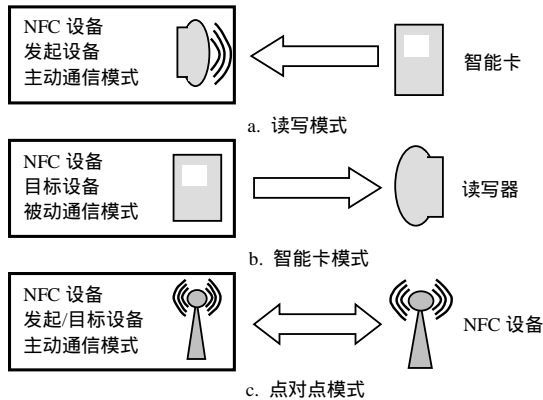 NFC 设备
发起设备
主动通信模式
智能卡
a. 读写模式
NFC 设备
目标设备
被动通信模式
读写器
b. 智能卡模式
NFC 设备
发起/目标设备
主动通信模式
NFC 设备
c. 点对点模式